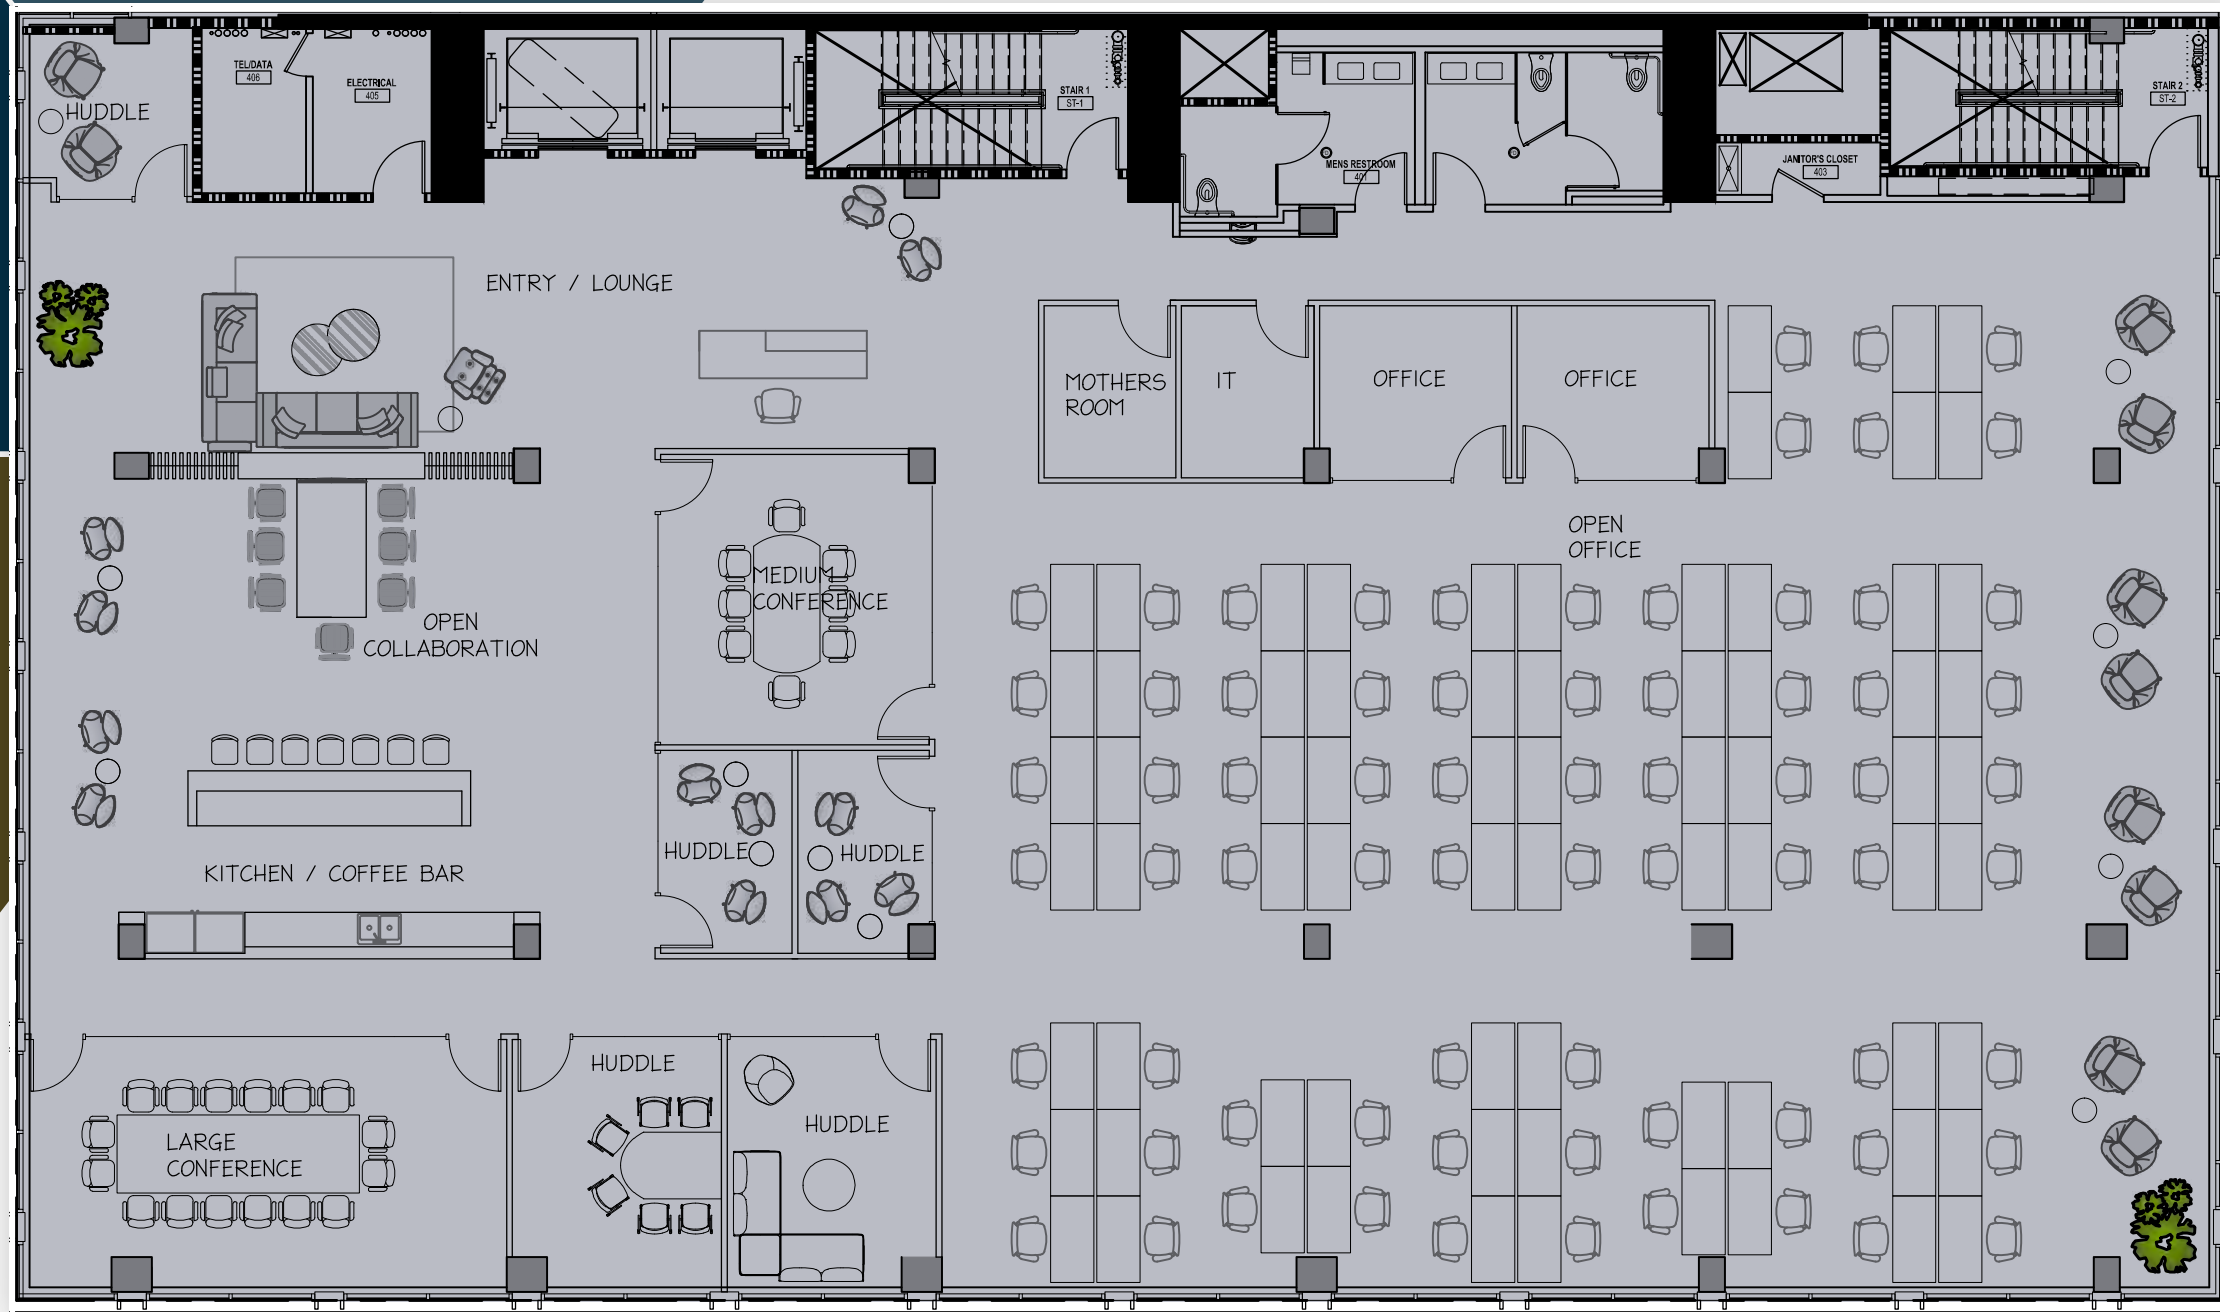 TEL/DATA
406
ELECTRICAL
405
STAIR 1
ST-1
MENS RESTROOM
401
JANITOR'S CLOSET
403
STAIR 2
ST-2
HUDDLE
ENTRY / LOUNGE
MOTHERS
ROOM
IT
OFFICE
OFFICE
OPEN
OFFICE
MEDIUM
CONFERENCE
OPEN
COLLABORATION
HUDDLE
HUDDLE
KITCHEN / COFFEE BAR
HUDDLE
HUDDLE
LARGE
CONFERENCE